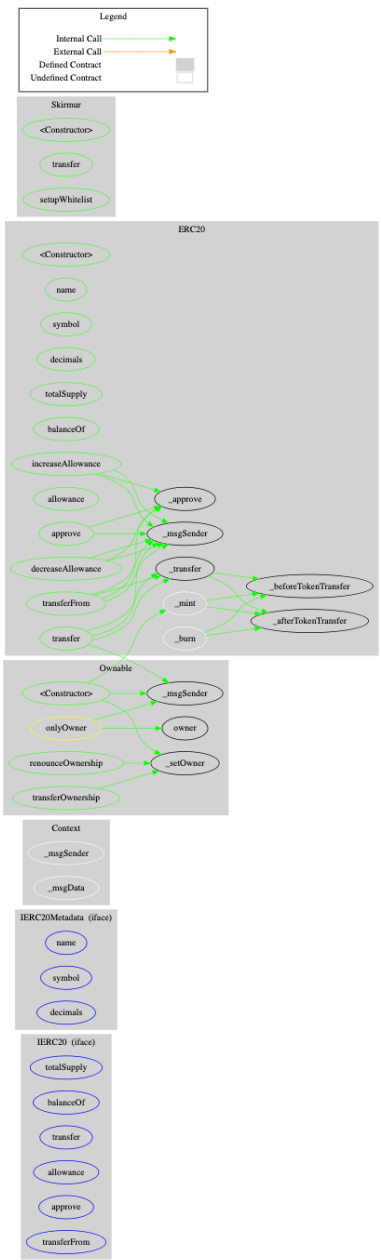 Legend
Internal Call
External Call
Defined Contract
Undefined Contract
Skirmur
<Constructor>
transfer
setupWhitelist
ERC20
<Constructor>
name
symbol
decimals
totalSupply
balanceOf
increaseAllowance
allowance
_approve
approve
_msgSender
decreaseAllowance
_transfer
_beforeTokenTransfer
transferFrom
_mint
_afterTokenTransfer
transfer
_burn
Ownable
<Constructor>
_msgSender
onlyOwner
owner
renounceOwnership
_setOwner
transferOwnership
Context
_msgSender
_msgData
IERC20Metadata (iface)
name
symbol
decimals
IERC20 (iface)
totalSupply
balanceOf
transfer
allowance
approve
transferFrom